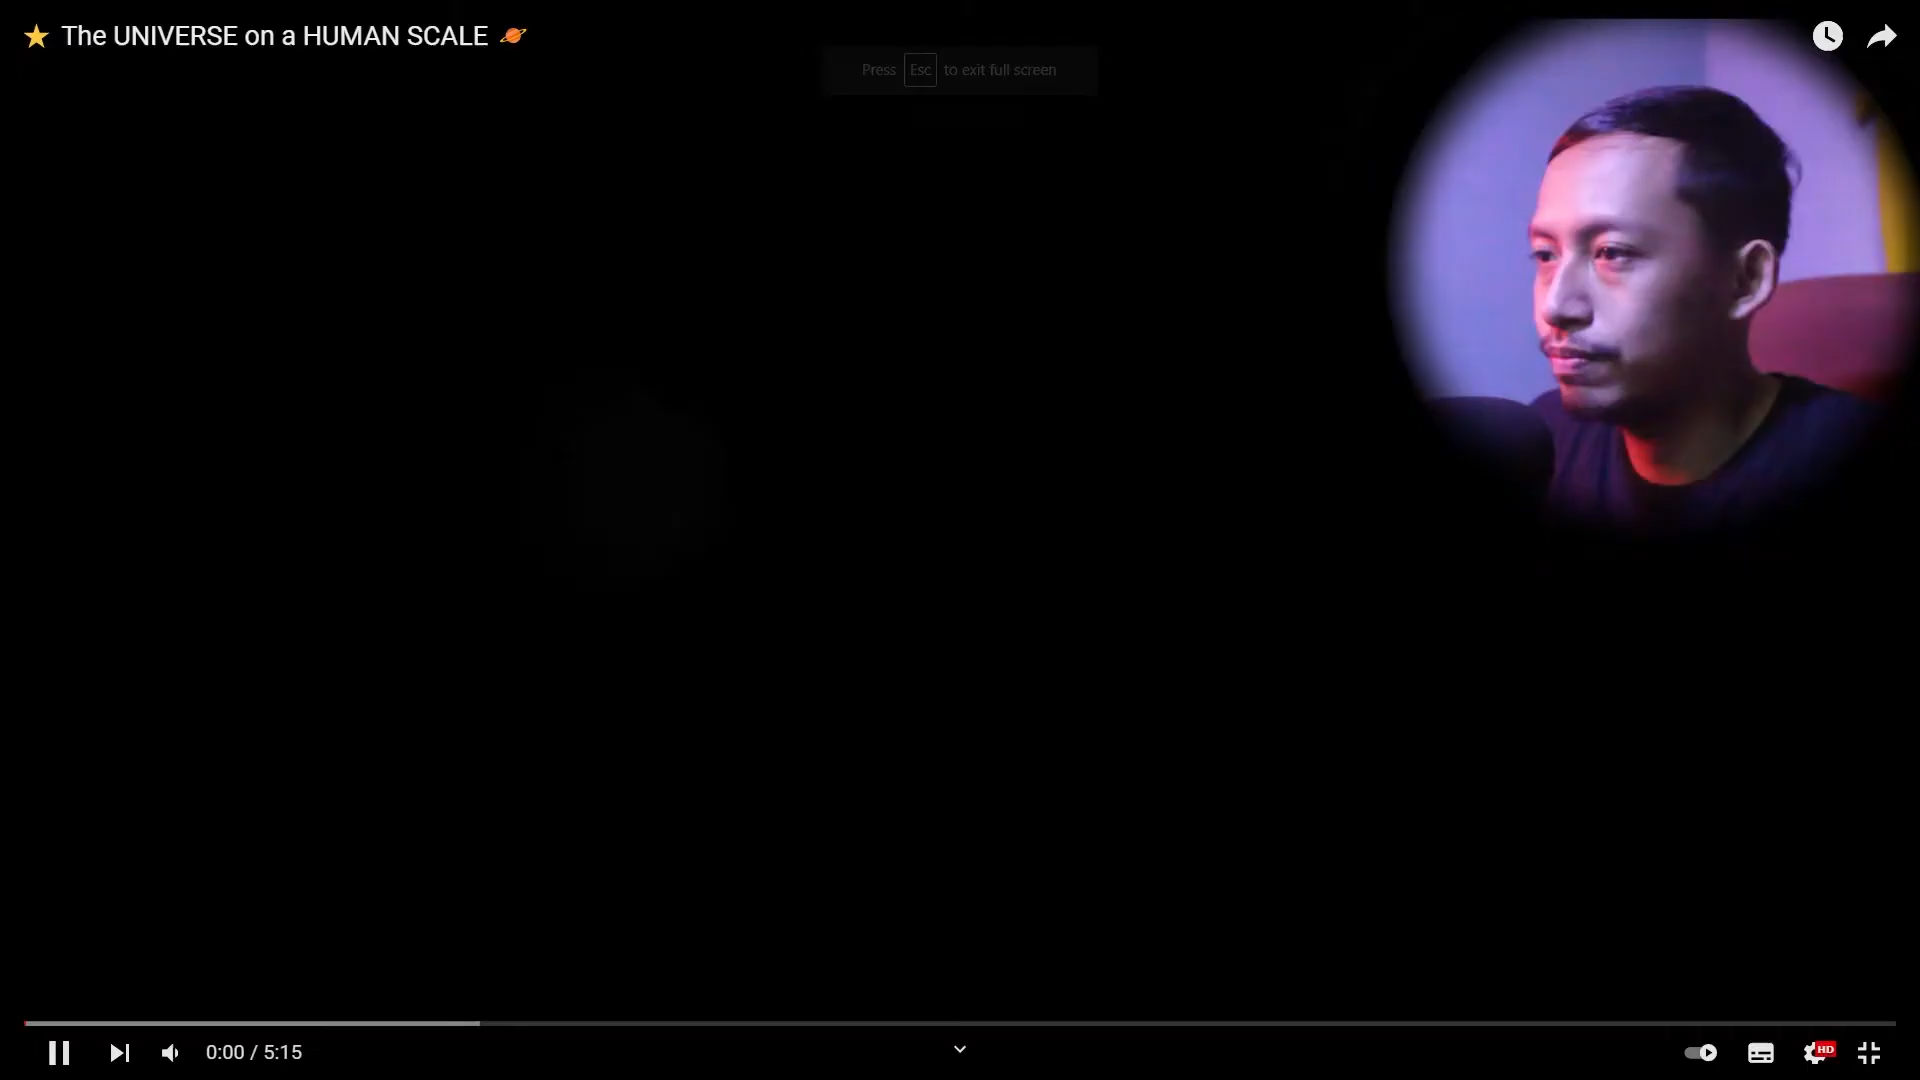 The UNIVERSE on a HUMAN SCALE
Press Esc to exit full screen
0:00 / 5:15
HD